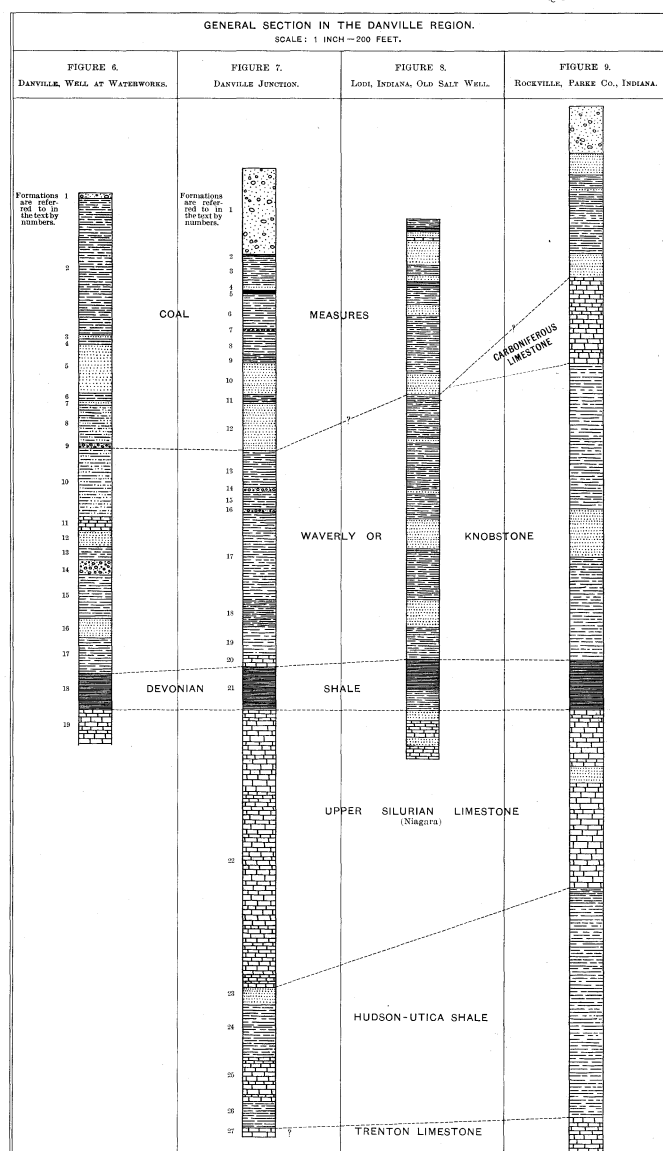 GENERAL SECTION IN THE DANVILLE REGION.
SCALE: 1 INCH—200 FEET.
FIGURE 6.
DANVILLE, WELL AT WATERWORKS.
FIGURE 7.
DANVILLE JUNCTION.
FIGURE 8.
LODI, INDIANA, OLD SALT WELL.
FIGURE 9.
ROCKVILLE, PARKE CO., INDIANA.
Formations
are refer-
red to in
the text by
numbers.
1
2
3
4
5
6
7
8
9
10
11
12
13
14
15
16
17
18
19
Formations
are refer-
red to in
the text by
numbers.
1
2
3
4
5
6
7
8
9
10
11
12
13
14
15
16
17
18
19
20
21
22
23
24
25
26
27
COAL MEASURES
?
?
CARBONIFEROUS
LIMESTONE
WAVERLY OR KNOBSTONE
DEVONIAN SHALE
UPPER SILURIAN LIMESTONE
(Niagara)
HUDSON-UTICA SHALE
? TRENTON LIMESTONE